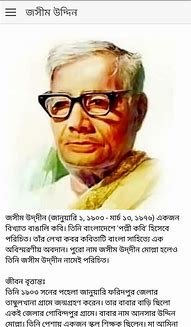 জসীম উদ্দিন
জসীম উদ্‌দীন (জানুয়ারি ১, ১৯০৩ - মার্চ ১৩, ১৯৭৬) একজন
বিখ্যাত বাঙালি কবি। তিনি বাংলাদেশে 'পল্লী কবি' হিসেবে
পরিচিত। তাঁর লেখা কবর কবিতাটি বাংলা সাহিত্যে এক
অবিস্মরণীয় অবদান। পুরো নাম জসীম উদ্‌দীন মোল্লা হলেও
তিনি জসীম উদ্‌দীন নামেই পরিচিত।
জীবন বৃত্তান্ত:
তিনি ১৯০৩ সনের পহেলা জানুয়ারি ফরিদপুর জেলার
তাম্বুলখানা গ্রামে জন্মগ্রহণ করেন। তার বাবার বাড়ি ছিলো
একই জেলার গোবিন্দপুর গ্রামে। বাবার নাম আনসার উদ্দিন
মোল্লা। তিনি পেশায় একজন স্কুল শিক্ষক ছিলেন। মা আমিনা